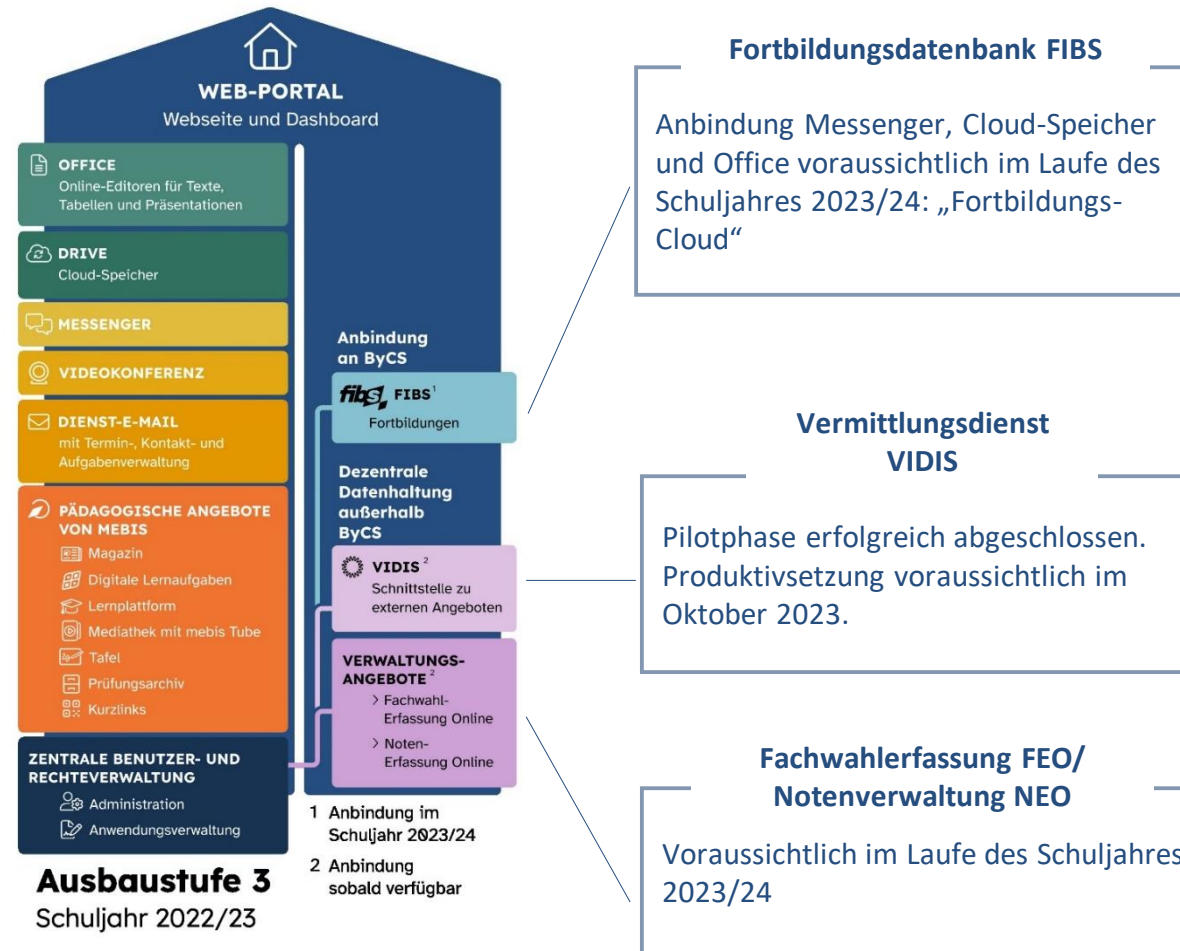 WEB-PORTAL
Webseite und Dashboard
OFFICE
Online-Editoren für Texte,
Tabellen und Präsentationen
DRIVE
Cloud-Speicher
MESSENGER
VIDEOKONFERENZ
DIENST-E-MAIL
mit Termin-, Kontakt- und
Aufgabenverwaltung
PÄDAGOGISCHE ANGEBOTE
VON MEBIS
Magazin
Digitale Lernaufgaben
Lernplattform
Mediathek mit mebis Tube
Tafel
Prüfungsarchiv
Kurzlinks
ZENTRALE BENUTZER- UND
RECHTEVERWALTUNG
Administration
Anwendungsverwaltung
Ausbaustufe 3
Schuljahr 2022/23
Anbindung
an ByCS
fibs FIBS¹
Fortbildungen
Dezentrale
Datenhaltung
außerhalb
ByCS
VIDIS ²
Schnittstelle zu
externen Angeboten
VERWALTUNGS-
ANGEBOTE ²
> Fachwahl-
Erfassung Online
> Noten-
Erfassung Online
1 Anbindung im
Schuljahr 2023/24
2 Anbindung
sobald verfügbar
Fortbildungsdatenbank FIBS
Anbindung Messenger, Cloud-Speicher
und Office voraussichtlich im Laufe des
Schuljahres 2023/24: „Fortbildungs-
Cloud“
Vermittlungsdienst
VIDIS
Pilotphase erfolgreich abgeschlossen.
Produktivsetzung voraussichtlich im
Oktober 2023.
Fachwahlerfassung FEO/
Notenverwaltung NEO
Voraussichtlich im Laufe des Schuljahres
2023/24